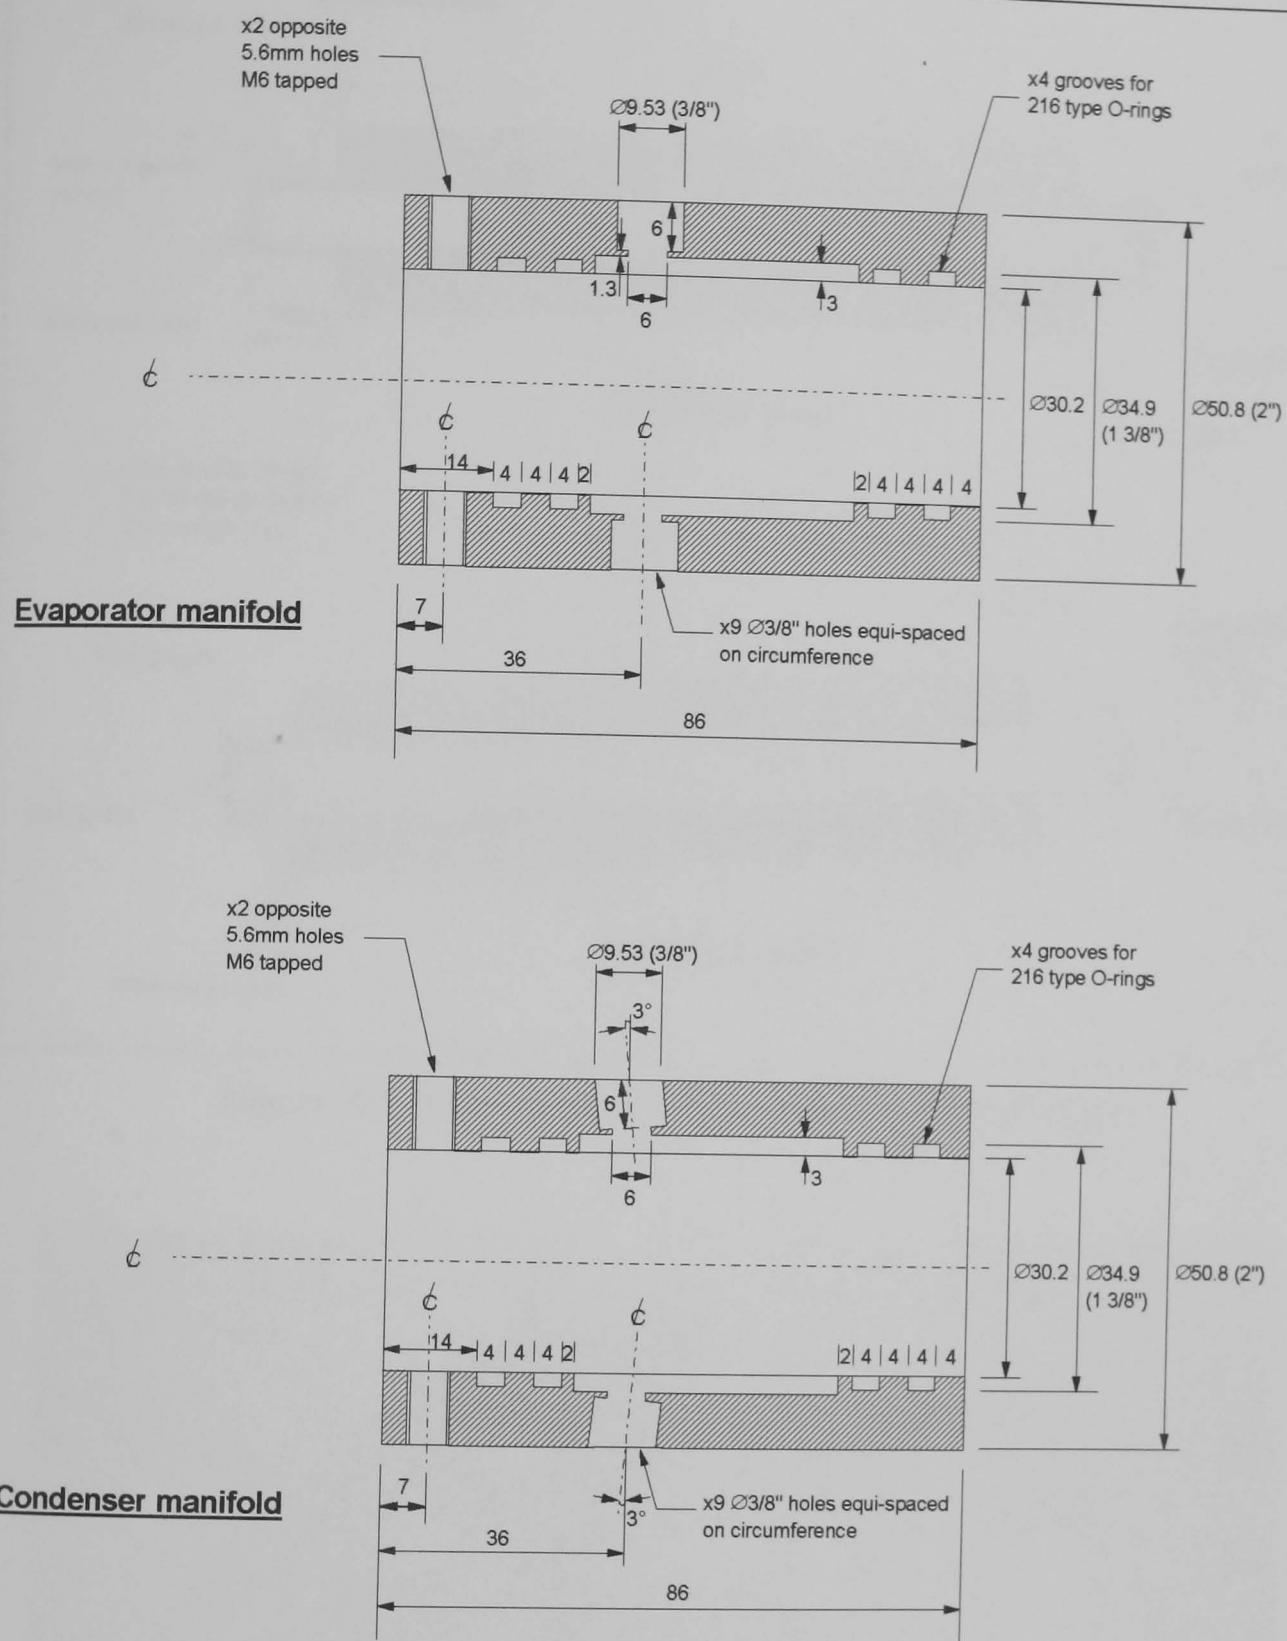 x2 opposite
5.6mm holes
M6 tapped
x4 grooves for
216 type O-rings
Ø9.53 (3/8")
6
1.3
6
3
₵
₵
₵
Ø30.2
Ø34.9
(1 3/8")
Ø50.8 (2")
14 |4 |4 |4 |2|
|2|4 |4 |4 |4
Evaporator manifold
7
x9 Ø3/8" holes equi-spaced
on circumference
36
86
x2 opposite
5.6mm holes
M6 tapped
x4 grooves for
216 type O-rings
Ø9.53 (3/8")
3°
6
6
3
₵
₵
₵
Ø30.2
Ø34.9
(1 3/8")
Ø50.8 (2")
14 |4 |4 |4 |2|
|2|4 |4 |4 |4
Condenser manifold
7
x9 Ø3/8" holes equi-spaced
on circumference
3°
36
86